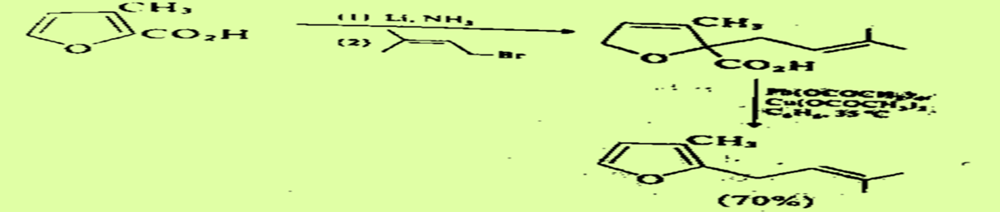 CH₃
CO₂H
O
(1) Li, NH₃
(2)
Br
CH₃
O
CO₂H
Pb(OCOCH₃)₄,
Cu(OCOCH₃)₂,
C₆H₆, 35 °C
CH₃
O
(70%)